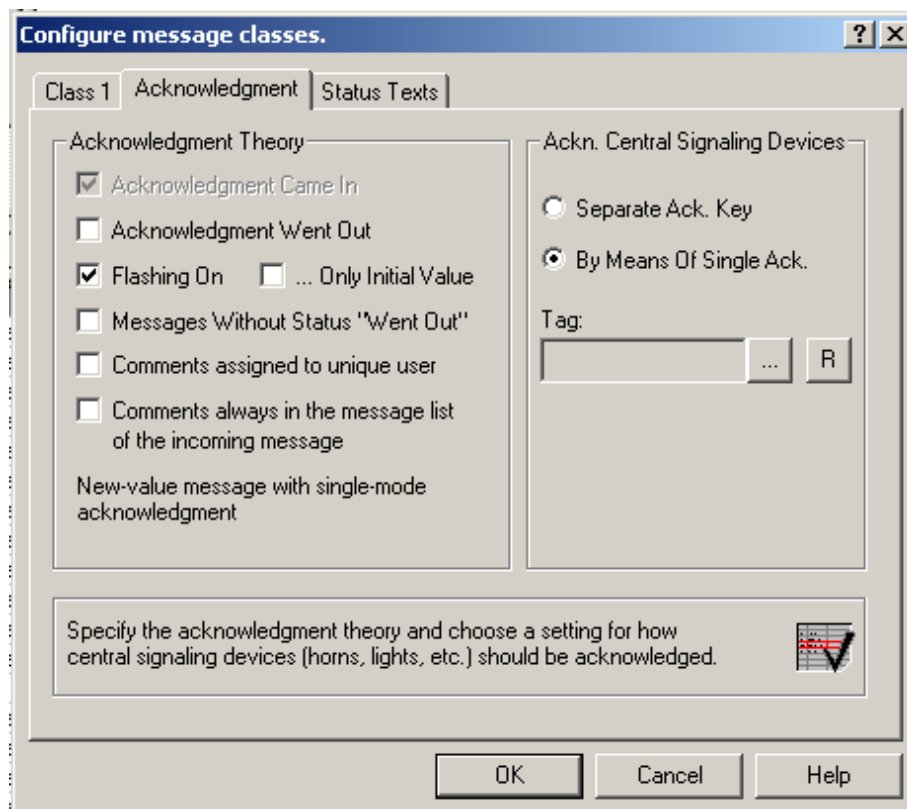 Configure message classes.
Class 1
Acknowledgment
Status Texts
Acknowledgment Theory
Acknowledgment Came In
Acknowledgment Went Out
Flashing On
... Only Initial Value
Messages Without Status "Went Out"
Comments assigned to unique user
Comments always in the message list
of the incoming message
New-value message with single-mode
acknowledgment
Ackn. Central Signaling Devices
Separate Ack. Key
By Means Of Single Ack.
Tag:
...
R
Specify the acknowledgment theory and choose a setting for how
central signaling devices (horns, lights, etc.) should be acknowledged.
OK
Cancel
Help